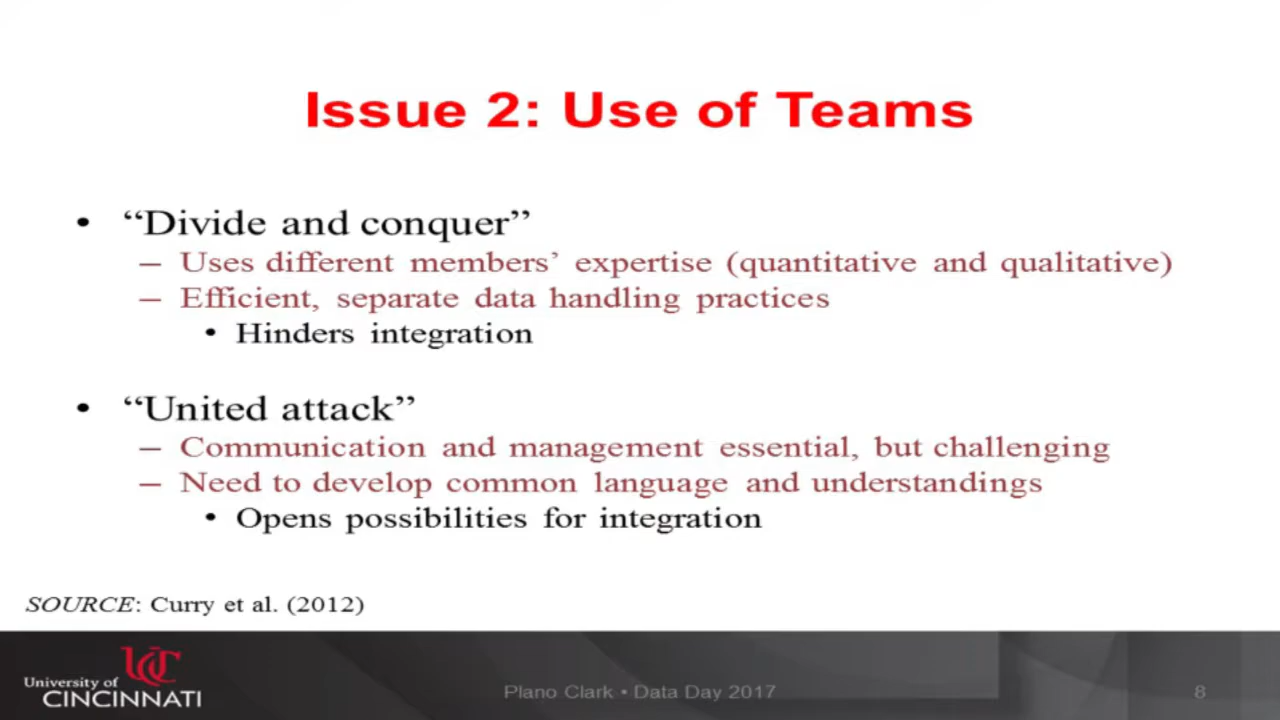 Issue 2: Use of Teams
• “Divide and conquer”
– Uses different members’ expertise (quantitative and qualitative)
– Efficient, separate data handling practices
• Hinders integration
• “United attack”
– Communication and management essential, but challenging
– Need to develop common language and understandings
• Opens possibilities for integration
SOURCE: Curry et al. (2012)
UC
University of
CINCINNATI
Plano Clark • Data Day 2017
8